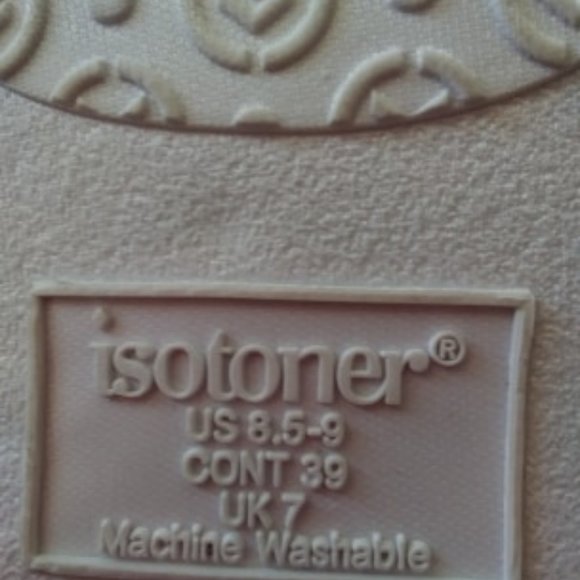 isotoner®
US 8.5-9
CONT 39
UK 7
Machine Washable